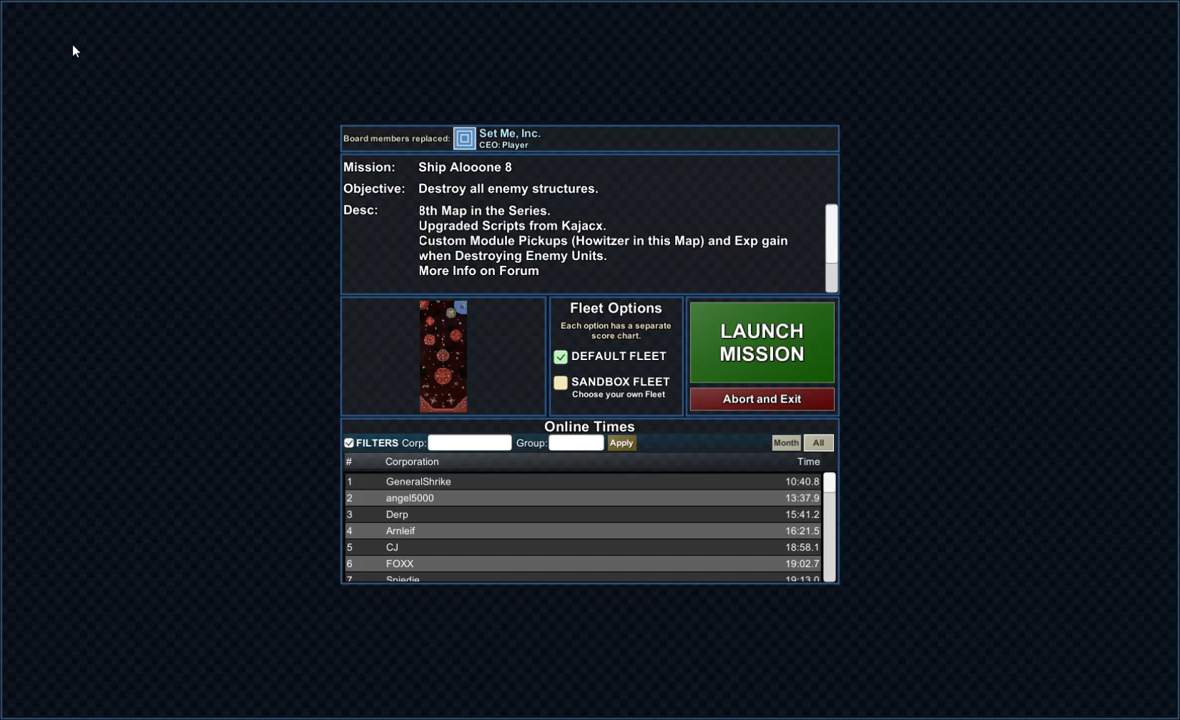 Board members replaced: Set Me, Inc.
CEO: Player
Mission: Ship Alooone 8
Objective: Destroy all enemy structures.
Desc: 8th Map in the Series.
Upgraded Scripts from Kajacx.
Custom Module Pickups (Howitzer in this Map) and Exp gain
when Destroying Enemy Units.
More Info on Forum
Fleet Options
Each option has a separate
score chart.
DEFAULT FLEET
SANDBOX FLEET
Choose your own Fleet
LAUNCH
MISSION
Abort and Exit
Online Times
FILTERS Corp: Group: Apply Month All
# Corporation Time
1 GeneralShrike 10:40.8
2 angel5000 13:37.9
3 Derp 15:41.2
4 Arnleif 16:21.5
5 CJ 18:58.1
6 FOXX 19:02.7
7 Spiedie 19:13.0